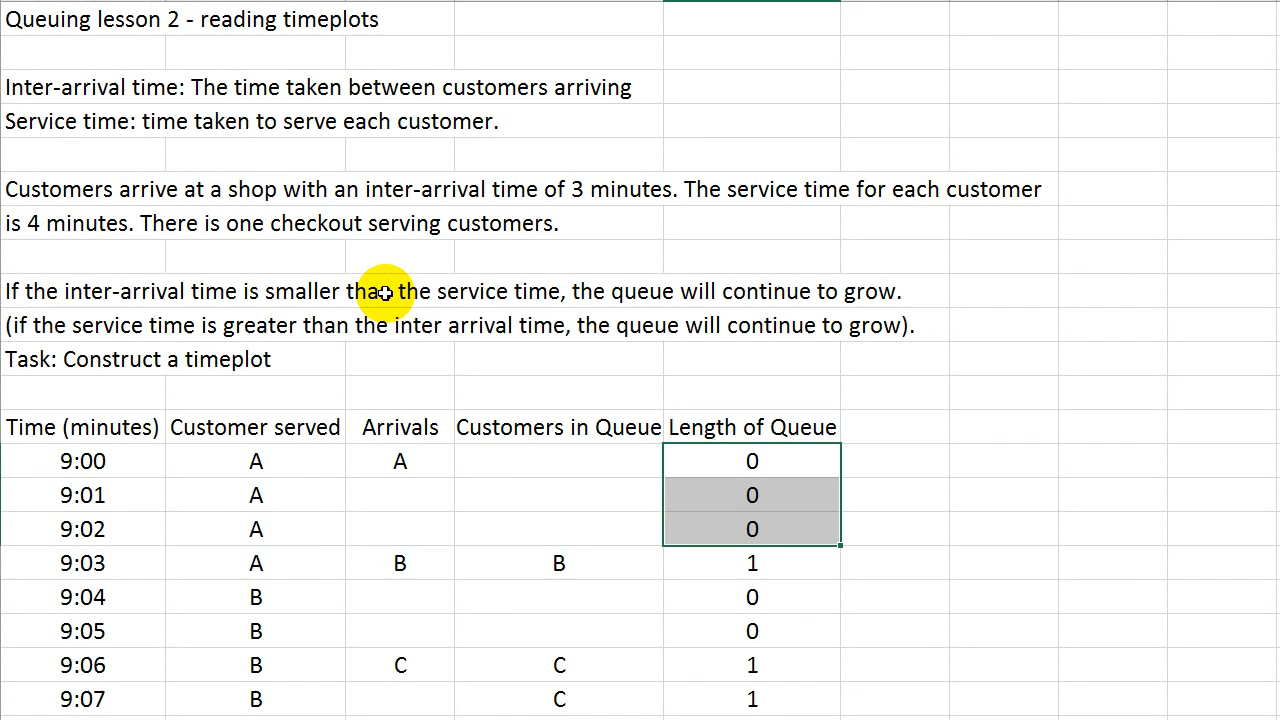 Queuing lesson 2 - reading timeplots
Inter-arrival time: The time taken between customers arriving
Service time: time taken to serve each customer.
Customers arrive at a shop with an inter-arrival time of 3 minutes. The service time for each customer
is 4 minutes. There is one checkout serving customers.
If the inter-arrival time is smaller than the service time, the queue will continue to grow.
(if the service time is greater than the inter arrival time, the queue will continue to grow).
Task: Construct a timeplot
Time (minutes) Customer served Arrivals Customers in Queue Length of Queue
9:00 A A 0
9:01 A 0
9:02 A 0
9:03 A B B 1
9:04 B 0
9:05 B 0
9:06 B C C 1
9:07 B C 1